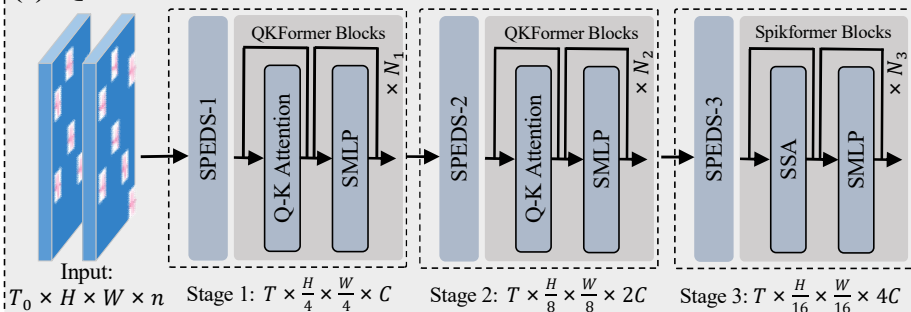 QKFormer Blocks
SPEDS-1
Q-K Attention
SMLP
× N₁
QKFormer Blocks
SPEDS-2
Q-K Attention
SMLP
× N₂
Spikformer Blocks
SPEDS-3
SSA
SMLP
× N₃
Input:
T₀ × H × W × n
Stage 1: T × H/4 × W/4 × C
Stage 2: T × H/8 × W/8 × 2C
Stage 3: T × H/16 × W/16 × 4C